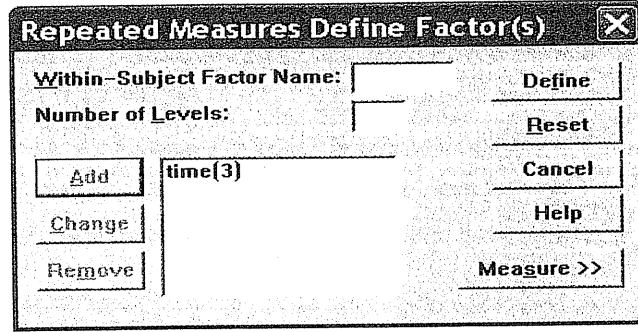 Repeated Measures Define Factor(s)
Within-Subject Factor Name:
Define
Number of Levels:
Reset
Add
time(3)
Cancel
Change
Help
Remove
Measure >>